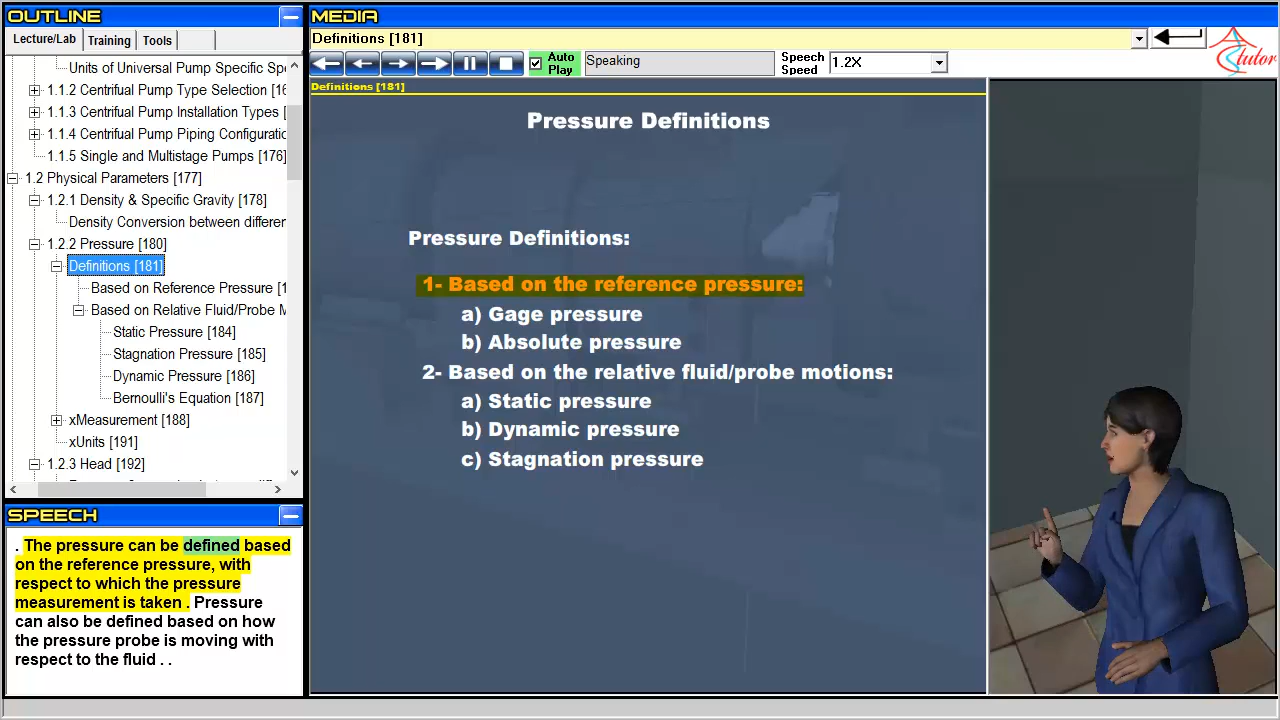 OUTLINE
Lecture/Lab Training Tools
Units of Universal Pump Specific Spe
1.1.2 Centrifual Pump Type Selection [16
1.1.3 Centrifual Pump Installation Types [
1.1.4 Centrifual Pump Piping Configuratio
1.1.5 Single and Multistage Pumps [176]
1.2 Physical Parameters [177]
1.2.1 Density & Specific Gravity [178]
Density Conversion between differen
1.2.2 Pressure [180]
Definitions [181]
Based on Reference Pressure [1
Based on Relative Fluid/Probe M
Static Pressure [184]
Stagnation Pressure [185]
Dynamic Pressure [186]
Bernoulli's Equation [187]
xMeasurement [188]
xUnits [191]
1.2.3 Head [192]
SPEECH
. The pressure can be defined based
on the reference pressure, with
respect to which the pressure
measurement is taken . Pressure
can also be defined based on how
the pressure probe is moving with
respect to the fluid . .
MEDIA
Definitions [181]
Auto
Play
Speaking
Speech
Speed
1.2X
tutor
Definitions [181]
Pressure Definitions
Pressure Definitions:
1- Based on the reference pressure:
a) Gage pressure
b) Absolute pressure
2- Based on the relative fluid/probe motions:
a) Static pressure
b) Dynamic pressure
c) Stagnation pressure